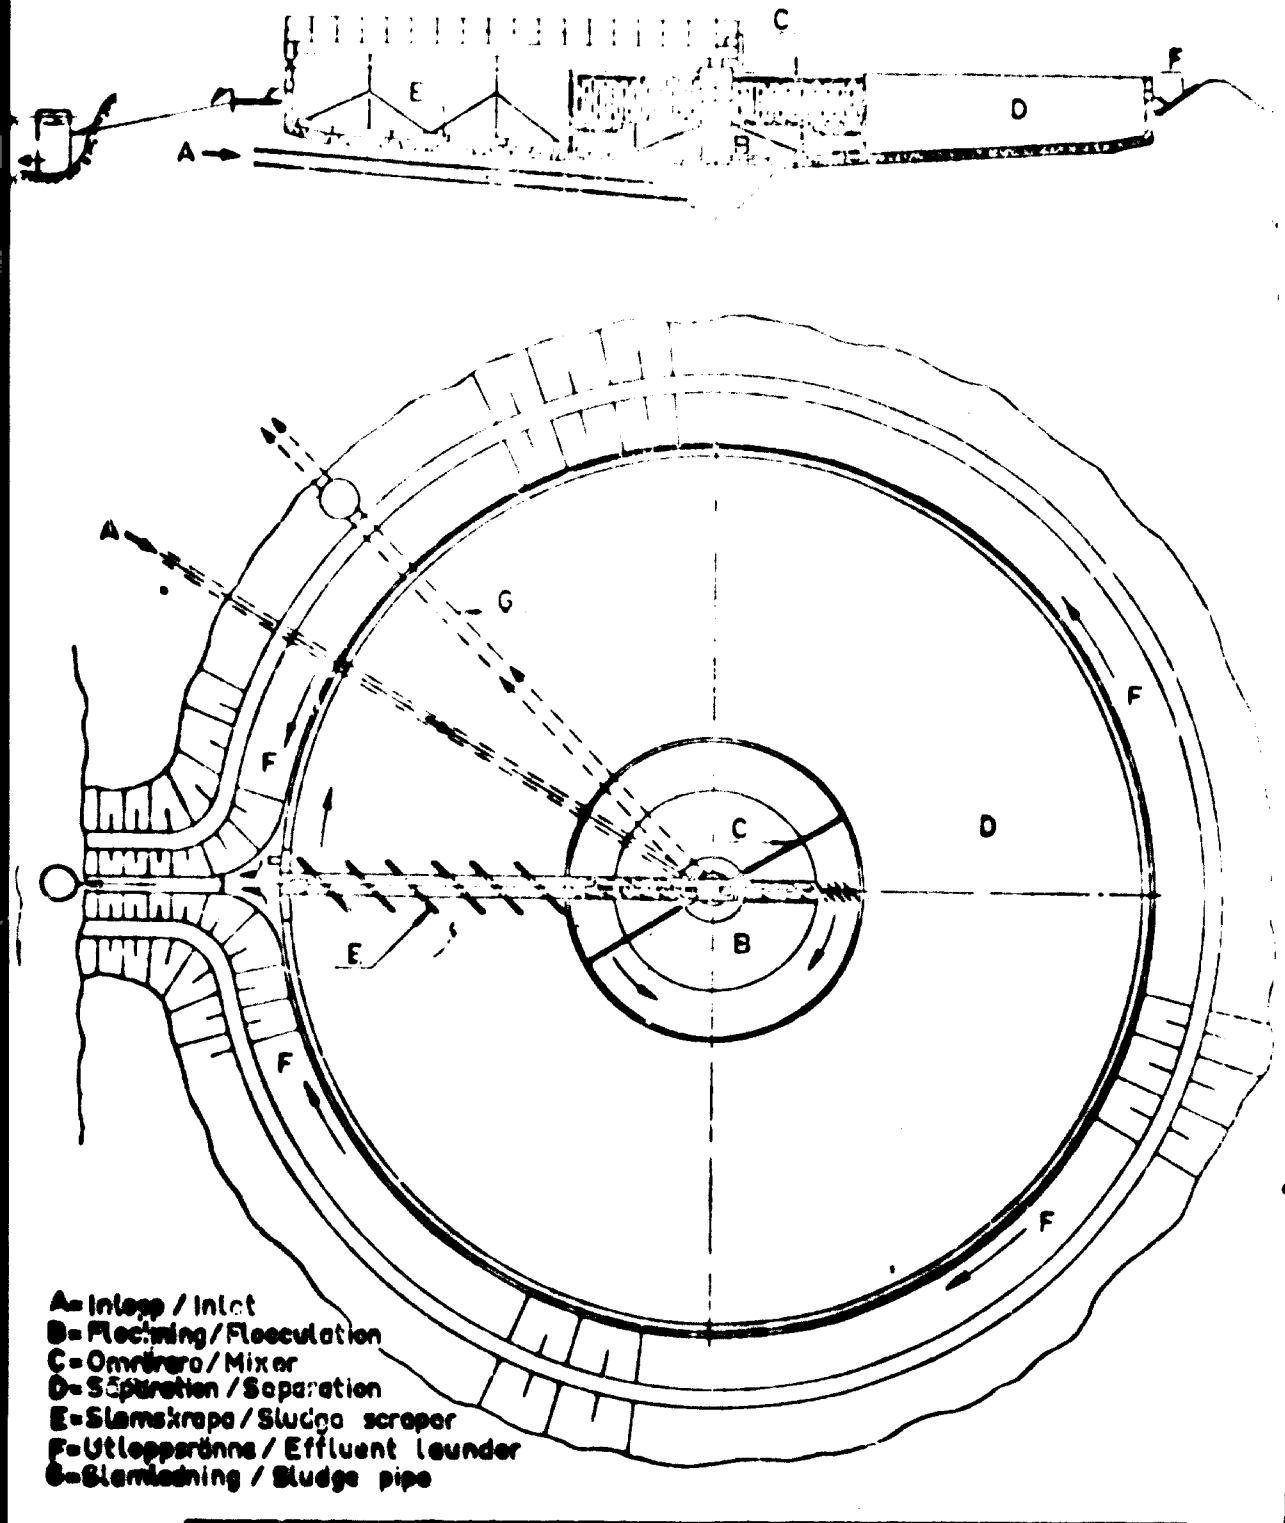 C
F
E
D
A
B
A
G
F
F
C
D
B
E
F
F
A= Inlopp / Inlet
B= Flockning / Flocculation
C= Omrörare / Mixer
D= Separation / Separation
E= Slamskrapa / Sludge scraper
F= Utloppsränna / Effluent launder
G= Slamledning / Sludge pipe